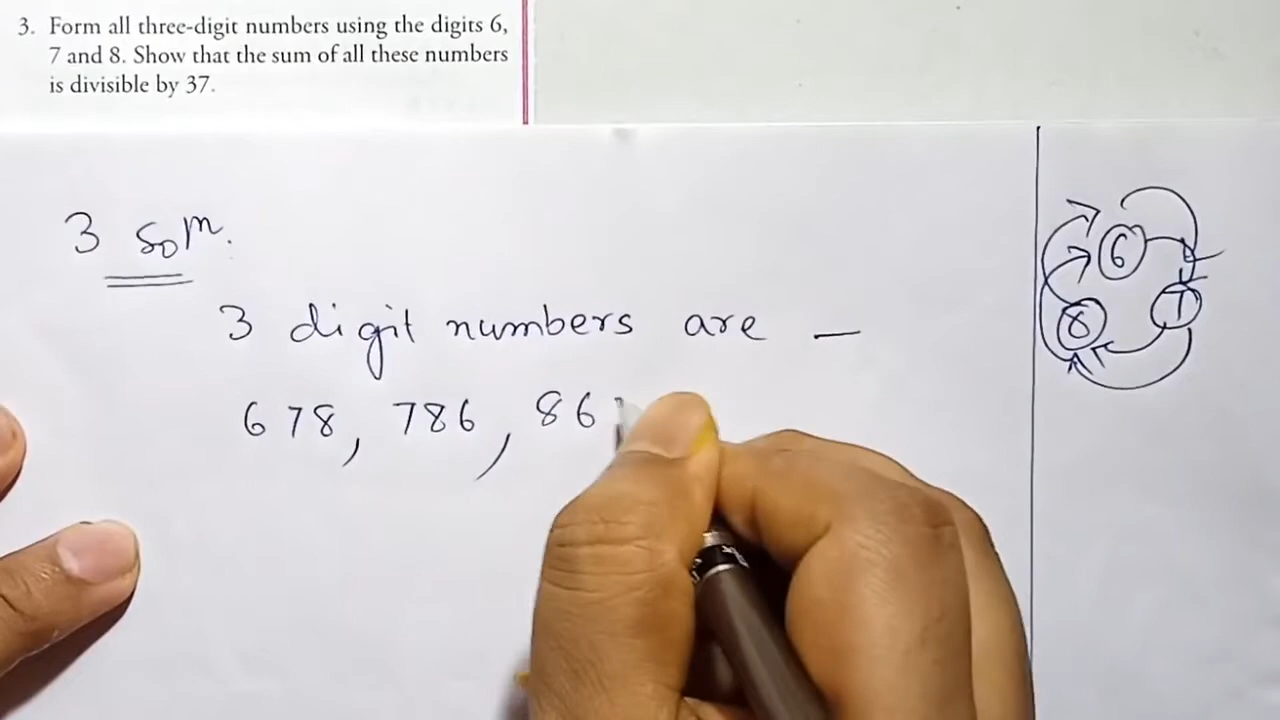 3. Form all three-digit numbers using the digits 6,
7 and 8. Show that the sum of all these numbers
is divisible by 37.
3 Som.
3 digit numbers are —
678, 786, 86
6
7
8